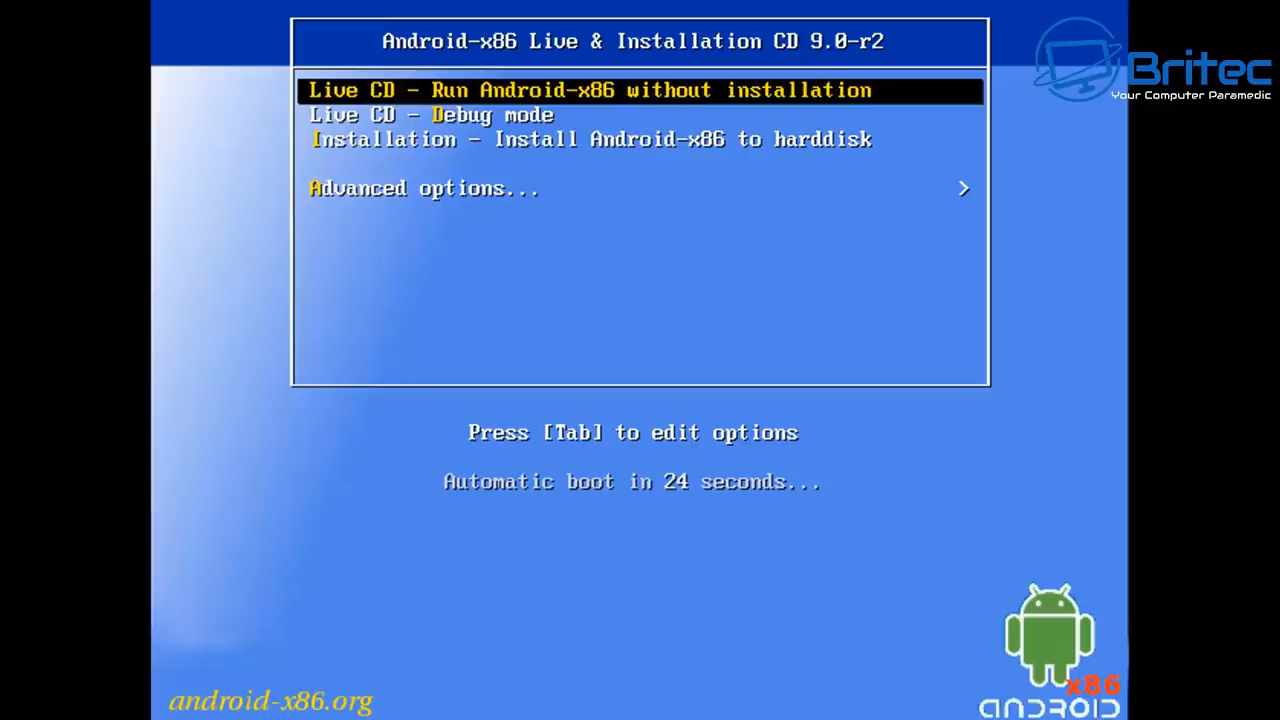 Android-x86 Live & Installation CD 9.0-r2
Britec
Your Computer Paramedic
Live CD - Run Android-x86 without installation
Live CD - Debug mode
Installation - Install Android-x86 to harddisk
Advanced options... >
Press [Tab] to edit options
Automatic boot in 24 seconds...
android-x86.org
x86
ANDROID